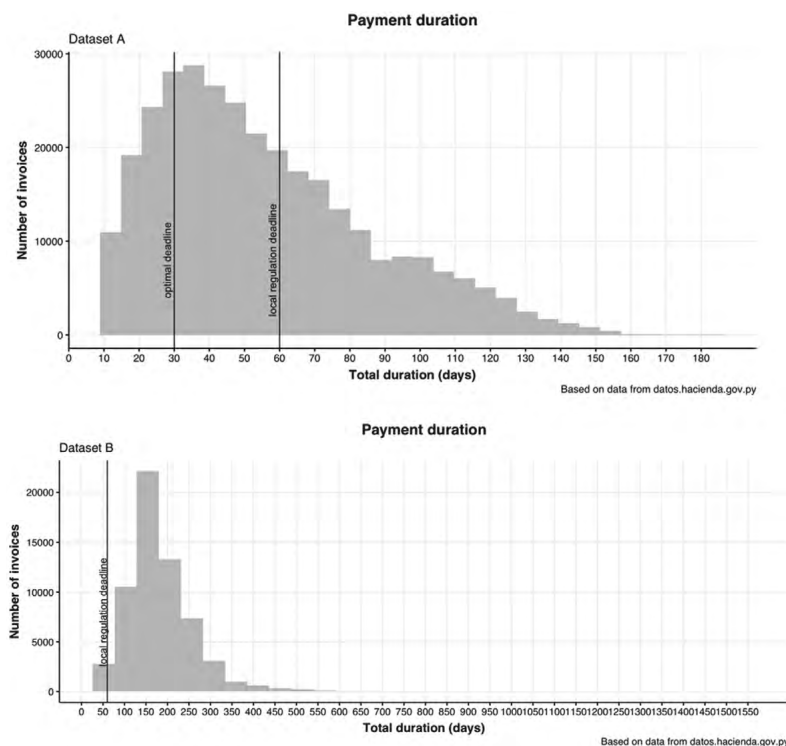 Payment duration
Dataset A
30000
20000
10000
0
Number of invoices
optimal deadline
local regulation deadline
0 10 20 30 40 50 60 70 80 90 100 110 120 130 140 150 160 170 180
Total duration (days)
Based on data from datos.hacienda.gov.py
Payment duration
Dataset B
20000
15000
10000
5000
0
Number of invoices
local regulation deadline
0 50 100 150 200 250 300 350 400 450 500 550 600 650 700 750 800 850 900 950 1000 1050 1100 1150 1200 1250 1300 1350 1400 1450 1500 1550
Total duration (days)
Based on data from datos.hacienda.gov.py